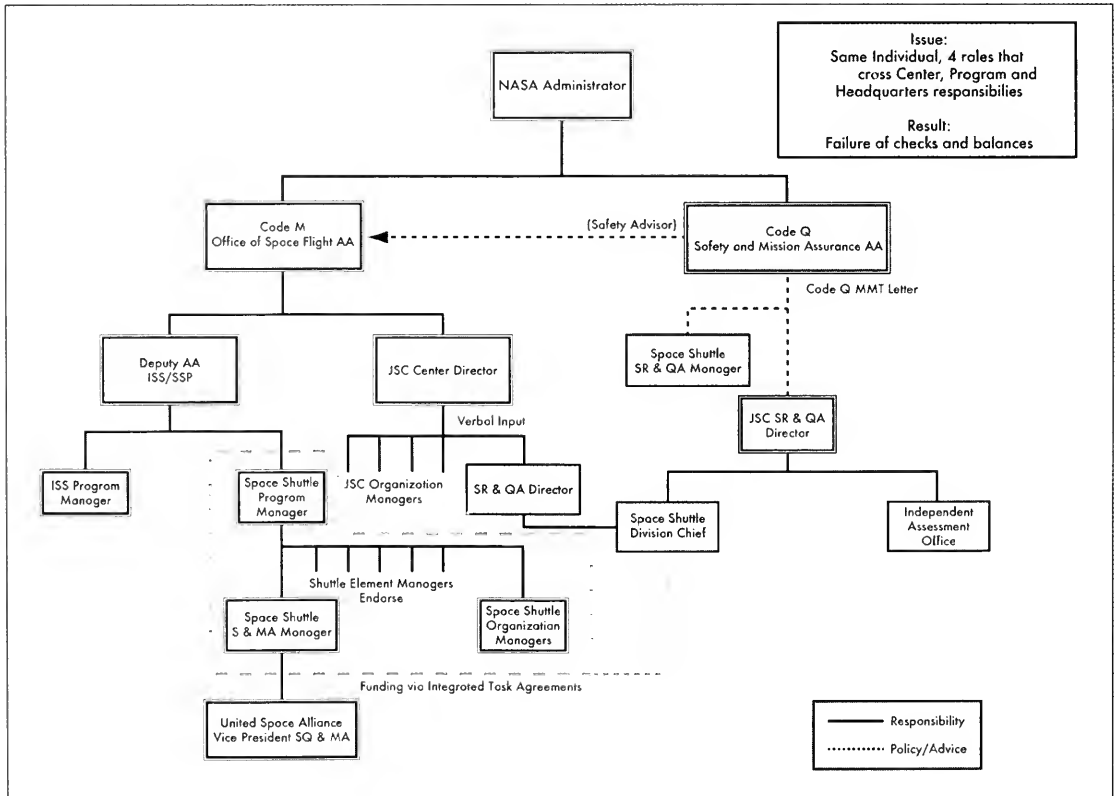 Issue:
Same Individual, 4 roles that
cross Center, Program and
Headquarters respansibilies
Result:
Failure af checks and balances
NASA Administrator
Code M
Office of Space Flight AA
(Safety Advisor)
Code Q
Safety and Mission Assurance AA
Code Q MMT Letter
Deputy AA
ISS/SSP
JSC Center Director
Space Shuttle
SR & QA Manager
Verbal Input
JSC SR & QA
Director
ISS Program
Manager
Space Shuttle
Program
Manager
JSC Organization
Managers
SR & QA Director
Space Shuttle
Division Chief
Independent
Assessment
Office
Shuttle Element Managers
Endorse
Space Shuttle
S & MA Manager
Space Shuttle
Organization
Managers
Funding via Integrated Task Agreements
United Space Alliance
Vice President SQ & MA
Responsibility
Policy/Advice